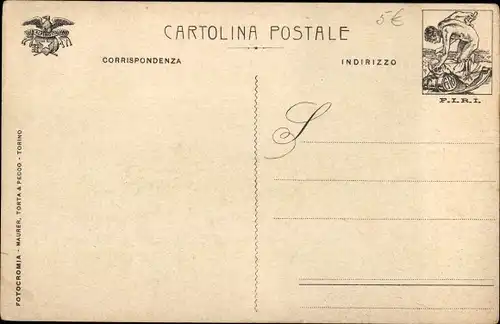 CARTOLINA POSTALE
5€
CORRISPONDENZA
INDIRIZZO
F.I.R.I.
S
FOTOCROMIA - MAURER, TORTA & PECCO - TORINO